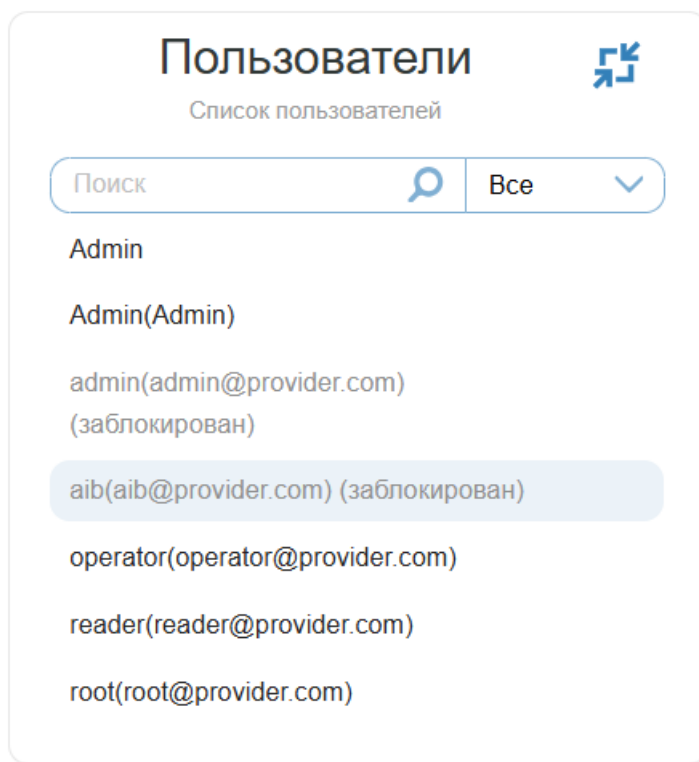 Пользователи
Список пользователей
Поиск
Все
Admin
Admin(Admin)
admin(admin@provider.com)
(заблокирован)
aib(aib@provider.com) (заблокирован)
operator(operator@provider.com)
reader(reader@provider.com)
root(root@provider.com)